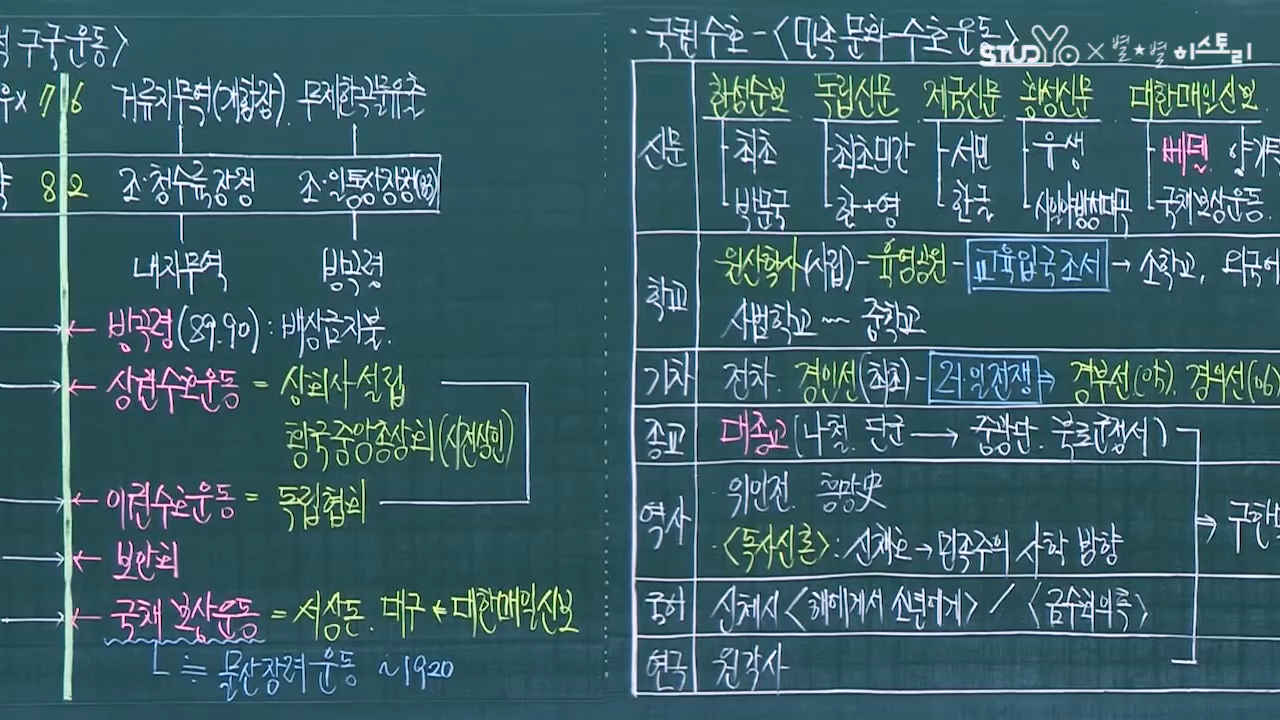 구국운동〉
7 6 거류지무역(개항장) 무제한곡물유출
8 2 조·청수륙장정 조·일통상장정(83)
내지무역 방곡령
← 방곡령(89.90) : 배상금지불.
← 상권수호운동 = 상회사 설립
황국중앙총상회(시전상인)
← 이권수호운동 = 독립협회
← 보안회
← 국채 보상운동 = 서상돈. 대구 ← 대한매일신보
≒ 물산장려 운동 ~1920
· 국권수호 - 〈민족 문화 수호운동〉
STUDYo × 별★별 히스토리
신문 한성순보 독립신문 제국신문 황성신문 대한매일신보
최초 최초민간 서민 유생 베델
박문국 한+영 한글 시일야방성대곡 국채보상운동.
학교 원산학사(사립) - 육영공원 - 교육입국조서 → 소학교, 외국어
사범학교 ~ 중학교
기차 전차. 경인선(최초) - 러·일전쟁 ⇒ 경부선(05). 경의선(06)
종교 대종교(나철. 단군 → 중광단. 북로군정서)
역사 위인전. 흥망史
·〈독사신론〉: 신채호 → 민족주의 사학 방향
국어 신체시〈해에게서 소년에게〉 / 〈금수회의록〉
연극 원각사